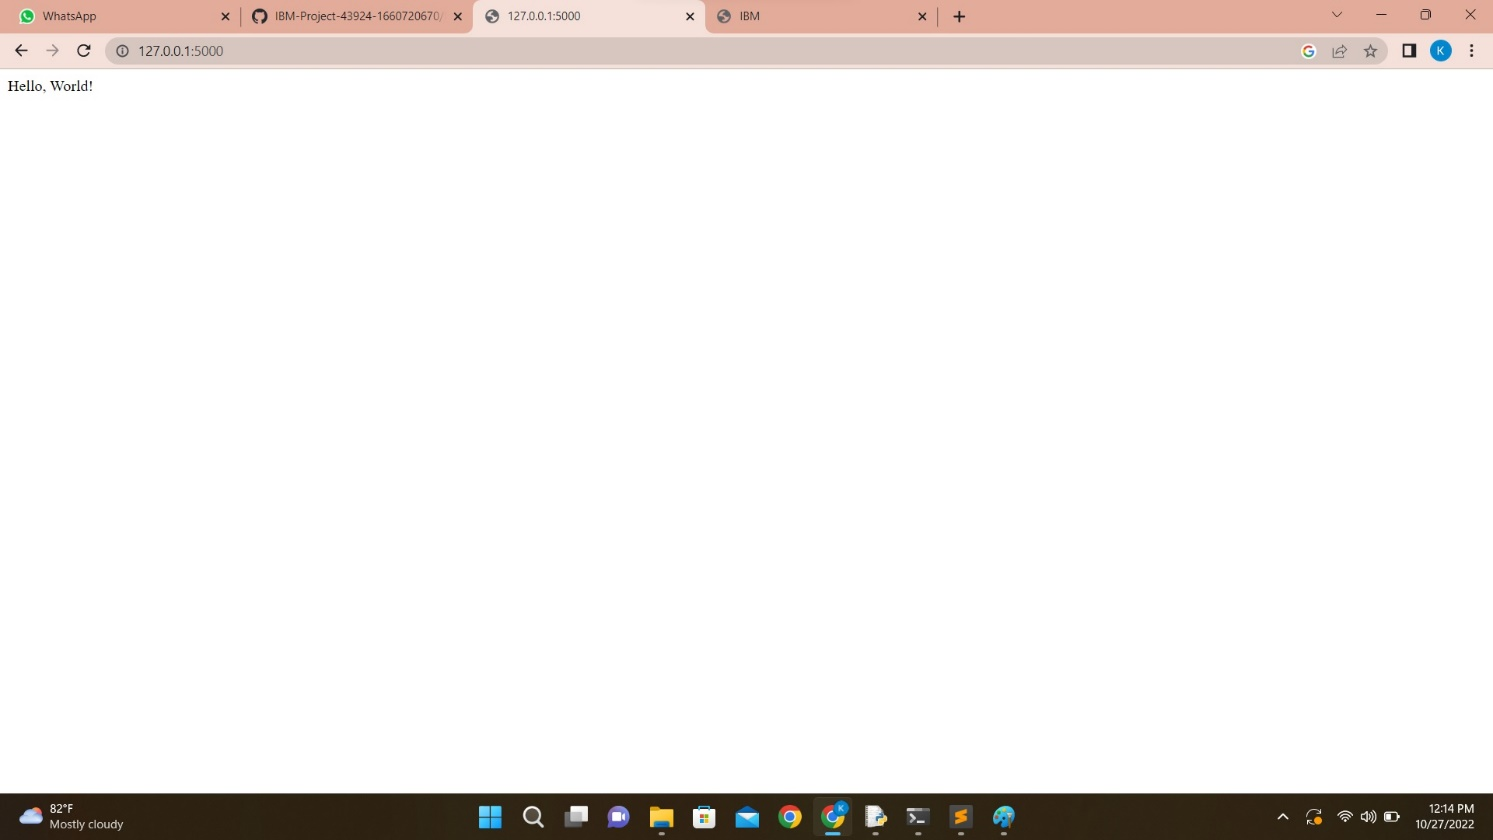 WhatsApp
IBM-Project-43924-1660720670/
127.0.0.1:5000
IBM
127.0.0.1:5000
K
Hello, World!
82°F
Mostly cloudy
K
12:14 PM
10/27/2022